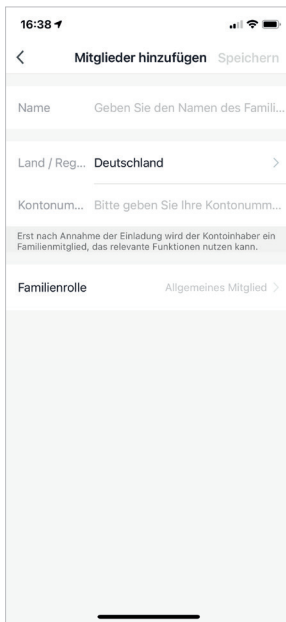 16:38
Mitglieder hinzufügen Speichern
Name Geben Sie den Namen des Famili...
Land / Reg... Deutschland
Kontonum... Bitte geben Sie Ihre Kontonumm...
Erst nach Annahme der Einladung wird der Kontoinhaber ein
Familienmitglied, das relevante Funktionen nutzen kann.
Familienrolle Allgemeines Mitglied